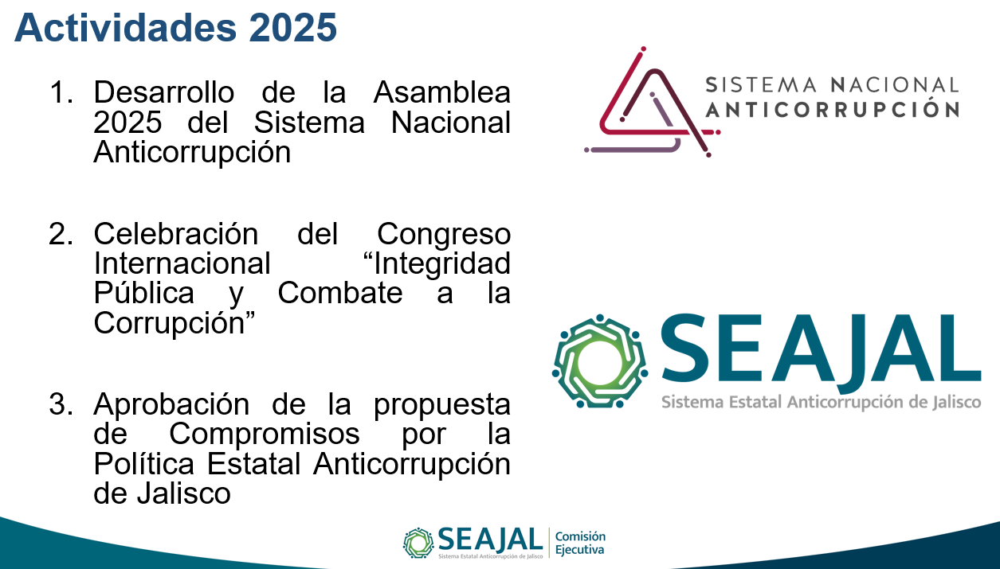 Actividades 2025
1. Desarrollo de la Asamblea
2025 del Sistema Nacional
Anticorrupción
2. Celebración del Congreso
Internacional “Integridad
Pública y Combate a la
Corrupción”
3. Aprobación de la propuesta
de Compromisos por la
Política Estatal Anticorrupción
de Jalisco
SISTEMA NACIONAL
ANTICORRUPCIÓN
SEAJAL
Sistema Estatal Anticorrupción de Jalisco
SEAJAL
Sistema Estatal Anticorrupción de Jalisco
Comisión
Ejecutiva